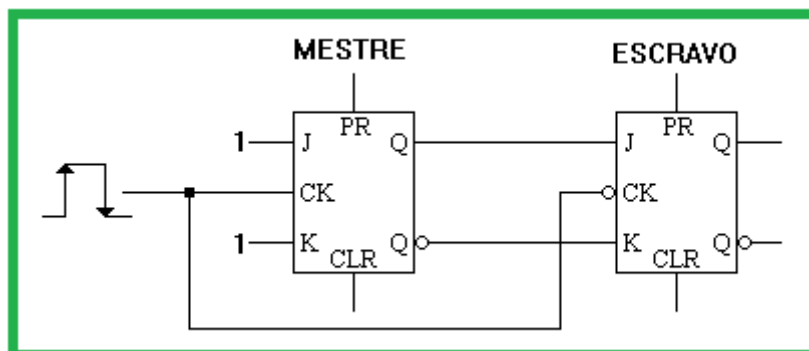 MESTRE
ESCRAVO
PR
PR
1 J Q
J Q
CK
CK
1 K Q
K Q
CLR
CLR